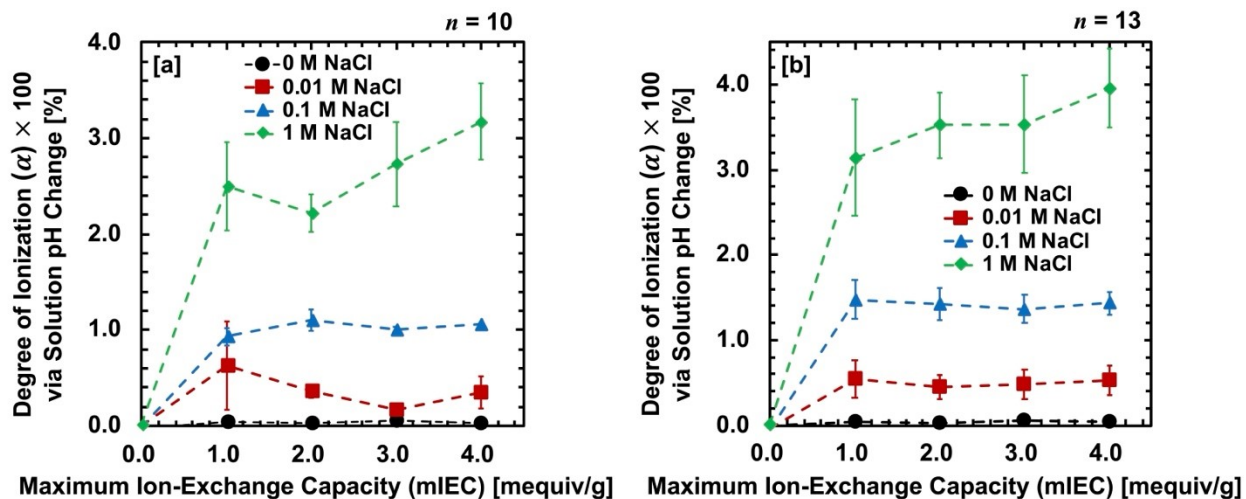 n = 10
[a]
0 M NaCl
0.01 M NaCl
0.1 M NaCl
1 M NaCl
4.0
3.0
2.0
1.0
0.0
Degree of Ionization (α) × 100
via Solution pH Change [%]
0.0 1.0 2.0 3.0 4.0
Maximum Ion-Exchange Capacity (mIEC) [mequiv/g]
n = 13
[b]
0 M NaCl
0.01 M NaCl
0.1 M NaCl
1 M NaCl
4.0
3.0
2.0
1.0
0.0
Degree of Ionization (α) × 100
via Solution pH Change [%]
0.0 1.0 2.0 3.0 4.0
Maximum Ion-Exchange Capacity (mIEC) [mequiv/g]